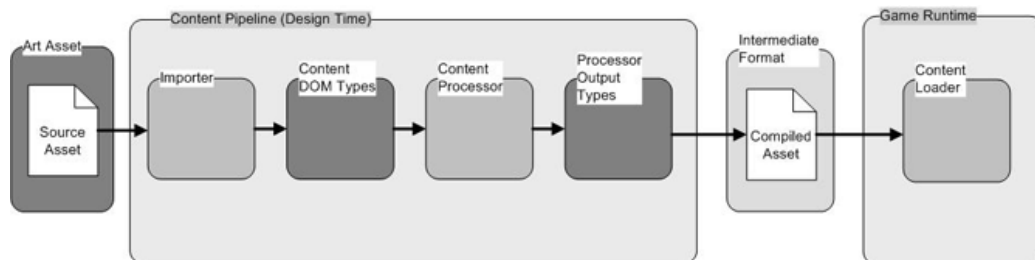 Content Pipeline (Design Time)
Game Runtime
Art Asset
Intermediate
Format
Importer
Content
DOM Types
Content
Processor
Processor
Output
Types
Content
Loader
Source
Asset
Compiled
Asset